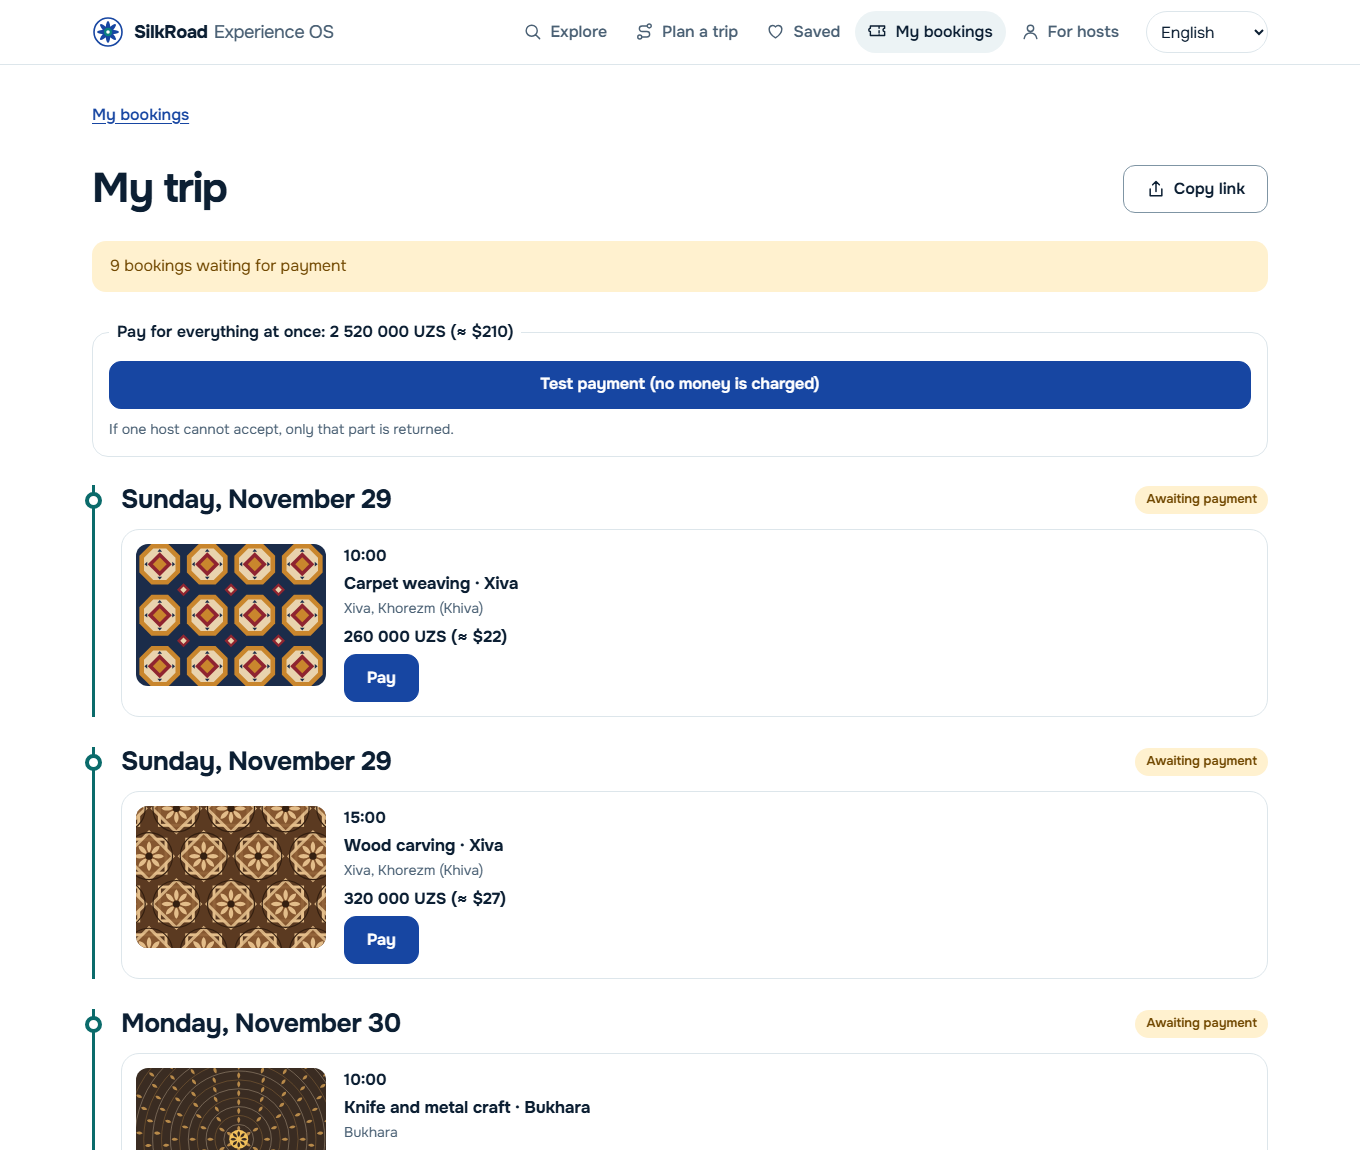 SilkRoad Experience OS
Explore
Plan a trip
Saved
My bookings
For hosts
English
My bookings
My trip
Copy link
9 bookings waiting for payment
Pay for everything at once: 2 520 000 UZS (≈ $210)
Test payment (no money is charged)
If one host cannot accept, only that part is returned.
Sunday, November 29
Awaiting payment
10:00
Carpet weaving · Xiva
Xiva, Khorezm (Khiva)
260 000 UZS (≈ $22)
Pay
Sunday, November 29
Awaiting payment
15:00
Wood carving · Xiva
Xiva, Khorezm (Khiva)
320 000 UZS (≈ $27)
Pay
Monday, November 30
Awaiting payment
10:00
Knife and metal craft · Bukhara
Bukhara